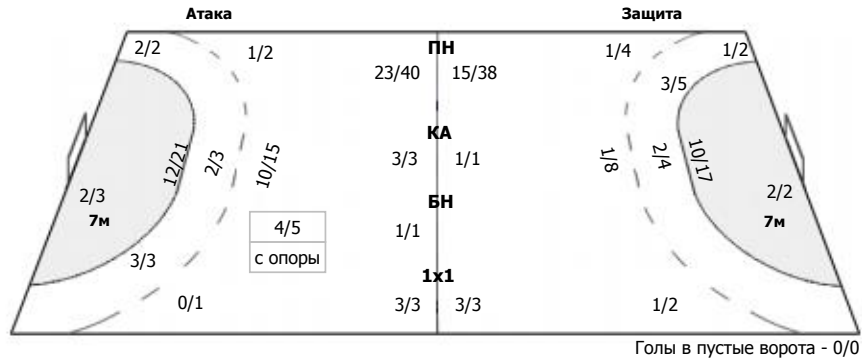 Атака Защита
2/2 1/2 ПН 1/4 1/2
23/40 15/38
3/5
КА
12/21 2/3 10/15 3/3 1/1 1/8 2/4 10/17
2/3 БН 2/2
7м 7м
4/5 1/1
с опоры
3/3
1x1
0/1 3/3 3/3 1/2
Голы в пустые ворота - 0/0